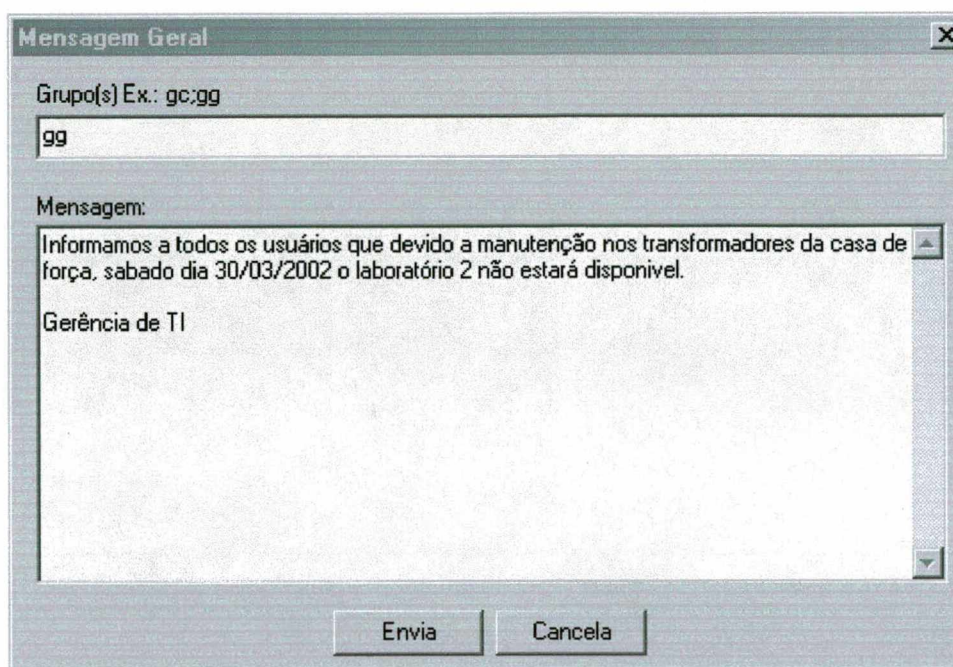 Mensagem Geral
Grupo(s) Ex.: gc;gg
gg
Mensagem:
Informamos a todos os usuários que devido a manutenção nos transformadores da casa de
força, sabado dia 30/03/2002 o laboratório 2 não estará disponivel.
Gerência de TI
Envia
Cancela